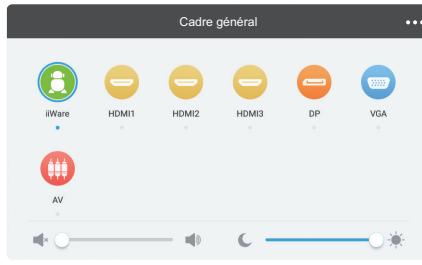 Cadre général
iiWare
HDMI1
HDMI2
HDMI3
DP
VGA
AV